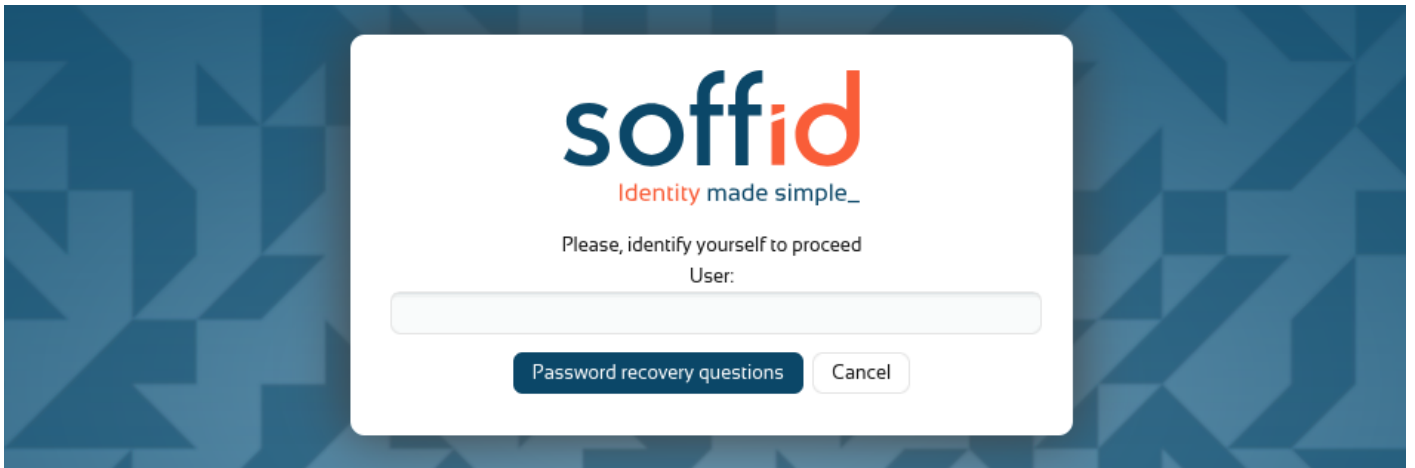 soffid
Identity made simple_
Please, identify yourself to proceed
User:
Password recovery questions
Cancel